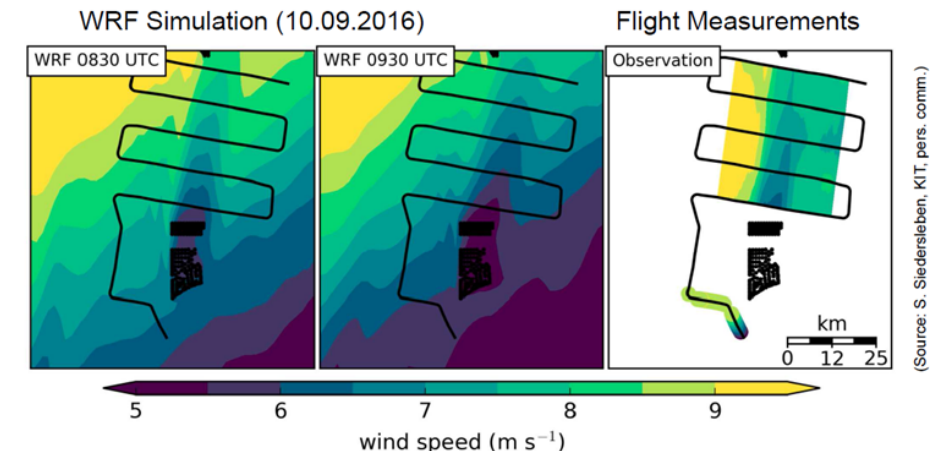 WRF Simulation (10.09.2016)
Flight Measurements
WRF 0830 UTC
WRF 0930 UTC
Observation
km
0 12 25
5 6 7 8 9
wind speed (m s⁻¹)
(Source: S. Siedersleben, KIT, pers. comm.)